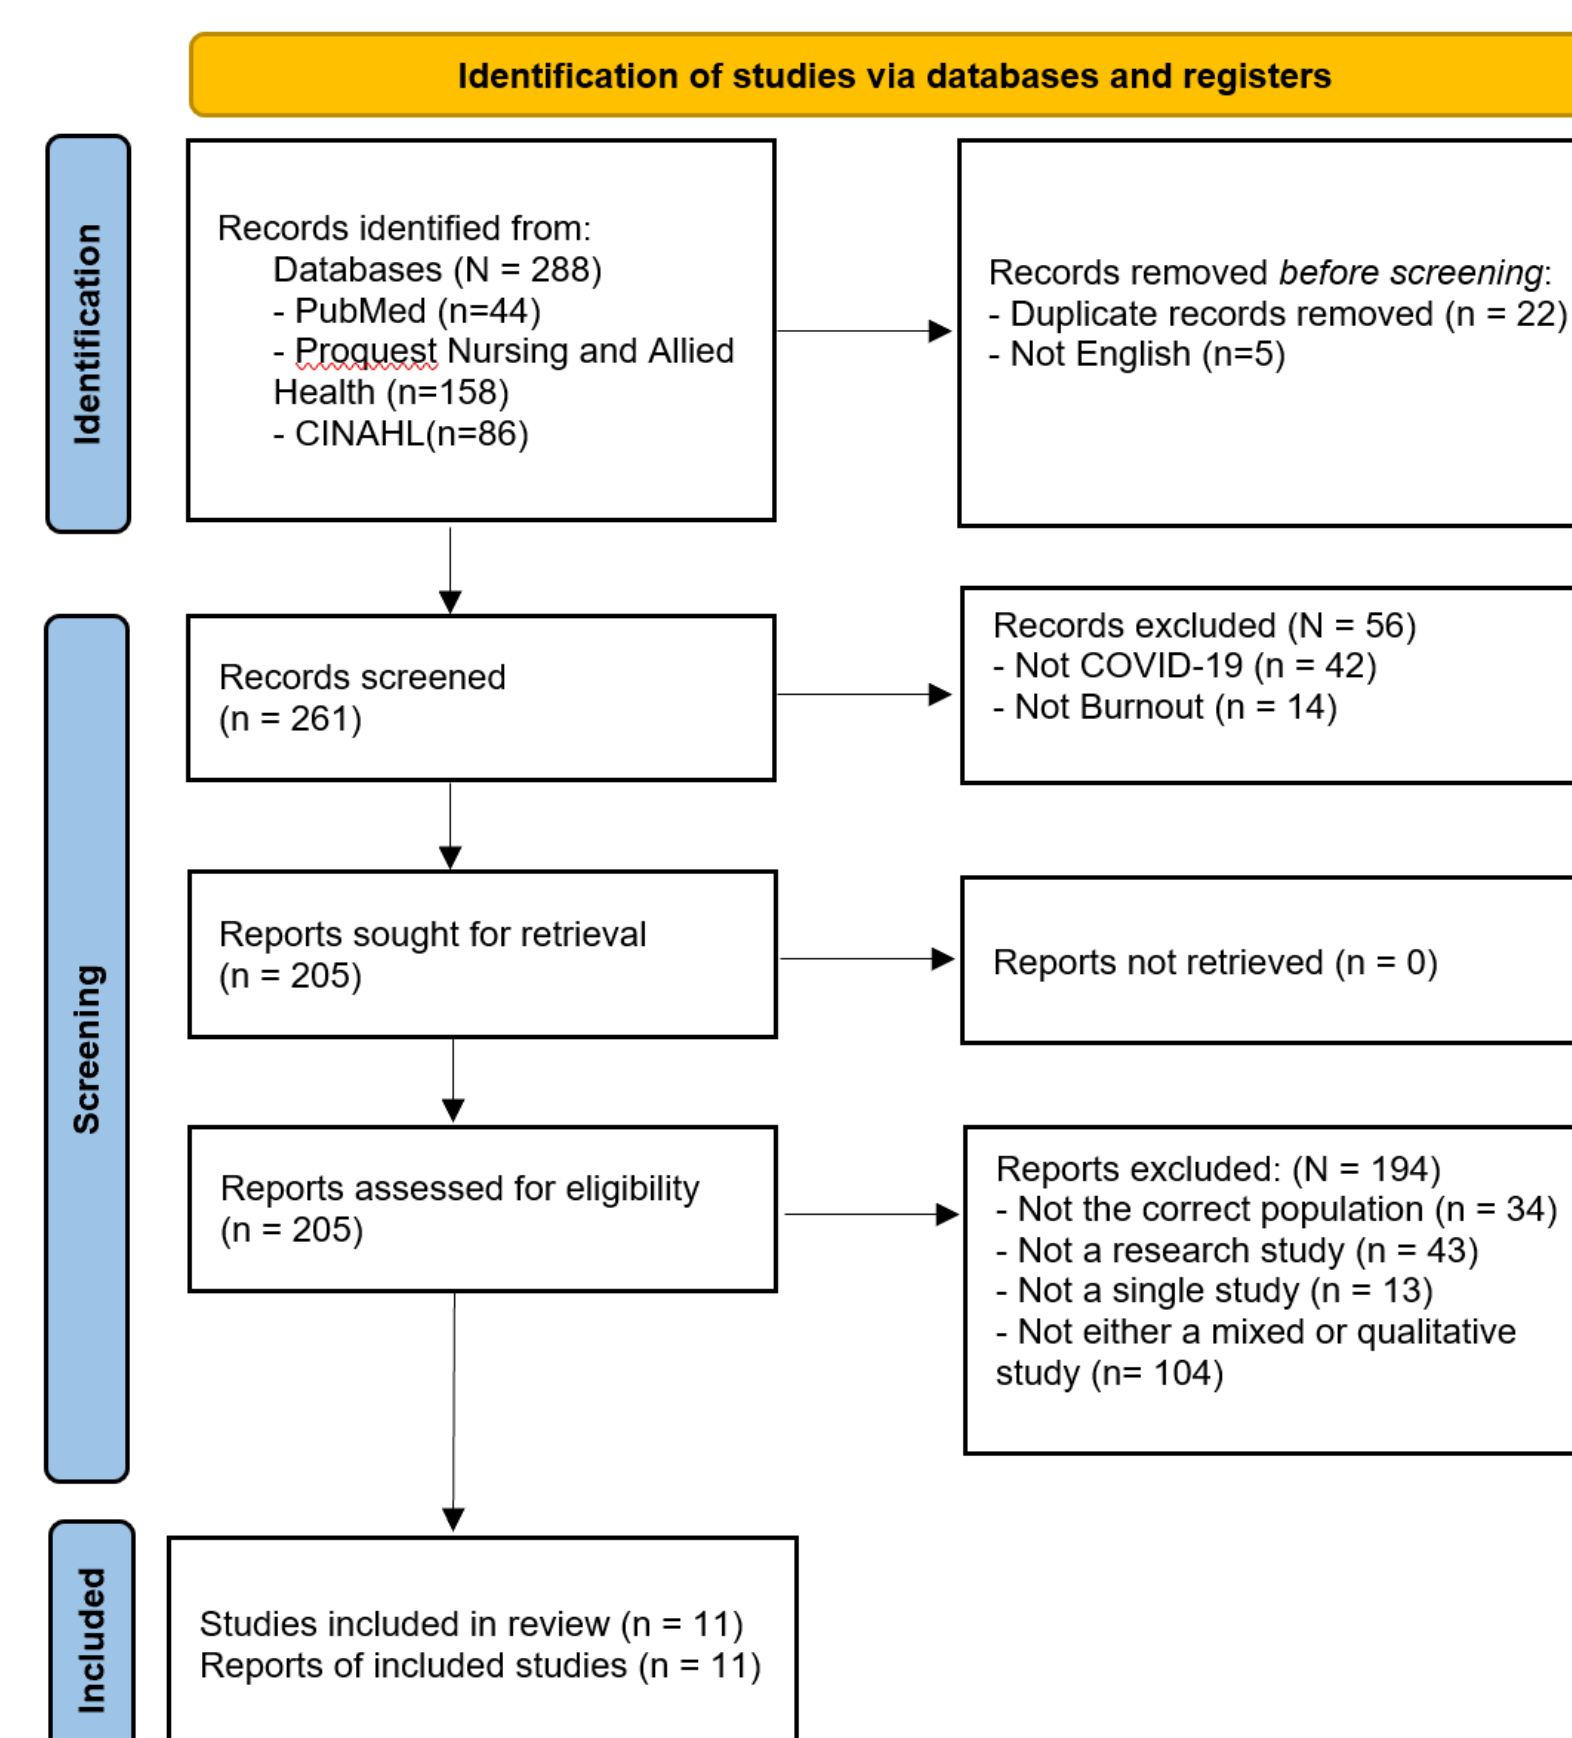 Identification of studies via databases and registers
Identification
Records identified from:
Databases (N = 288)
- PubMed (n=44)
- Proquest Nursing and Allied
Health (n=158)
- CINAHL(n=86)
Records removed before screening:
- Duplicate records removed (n = 22)
- Not English (n=5)
Screening
Records screened
(n = 261)
Records excluded (N = 56)
- Not COVID-19 (n = 42)
- Not Burnout (n = 14)
Reports sought for retrieval
(n = 205)
Reports not retrieved (n = 0)
Reports assessed for eligibility
(n = 205)
Reports excluded: (N = 194)
- Not the correct population (n = 34)
- Not a research study (n = 43)
- Not a single study (n = 13)
- Not either a mixed or qualitative
study (n= 104)
Included
Studies included in review (n = 11)
Reports of included studies (n = 11)